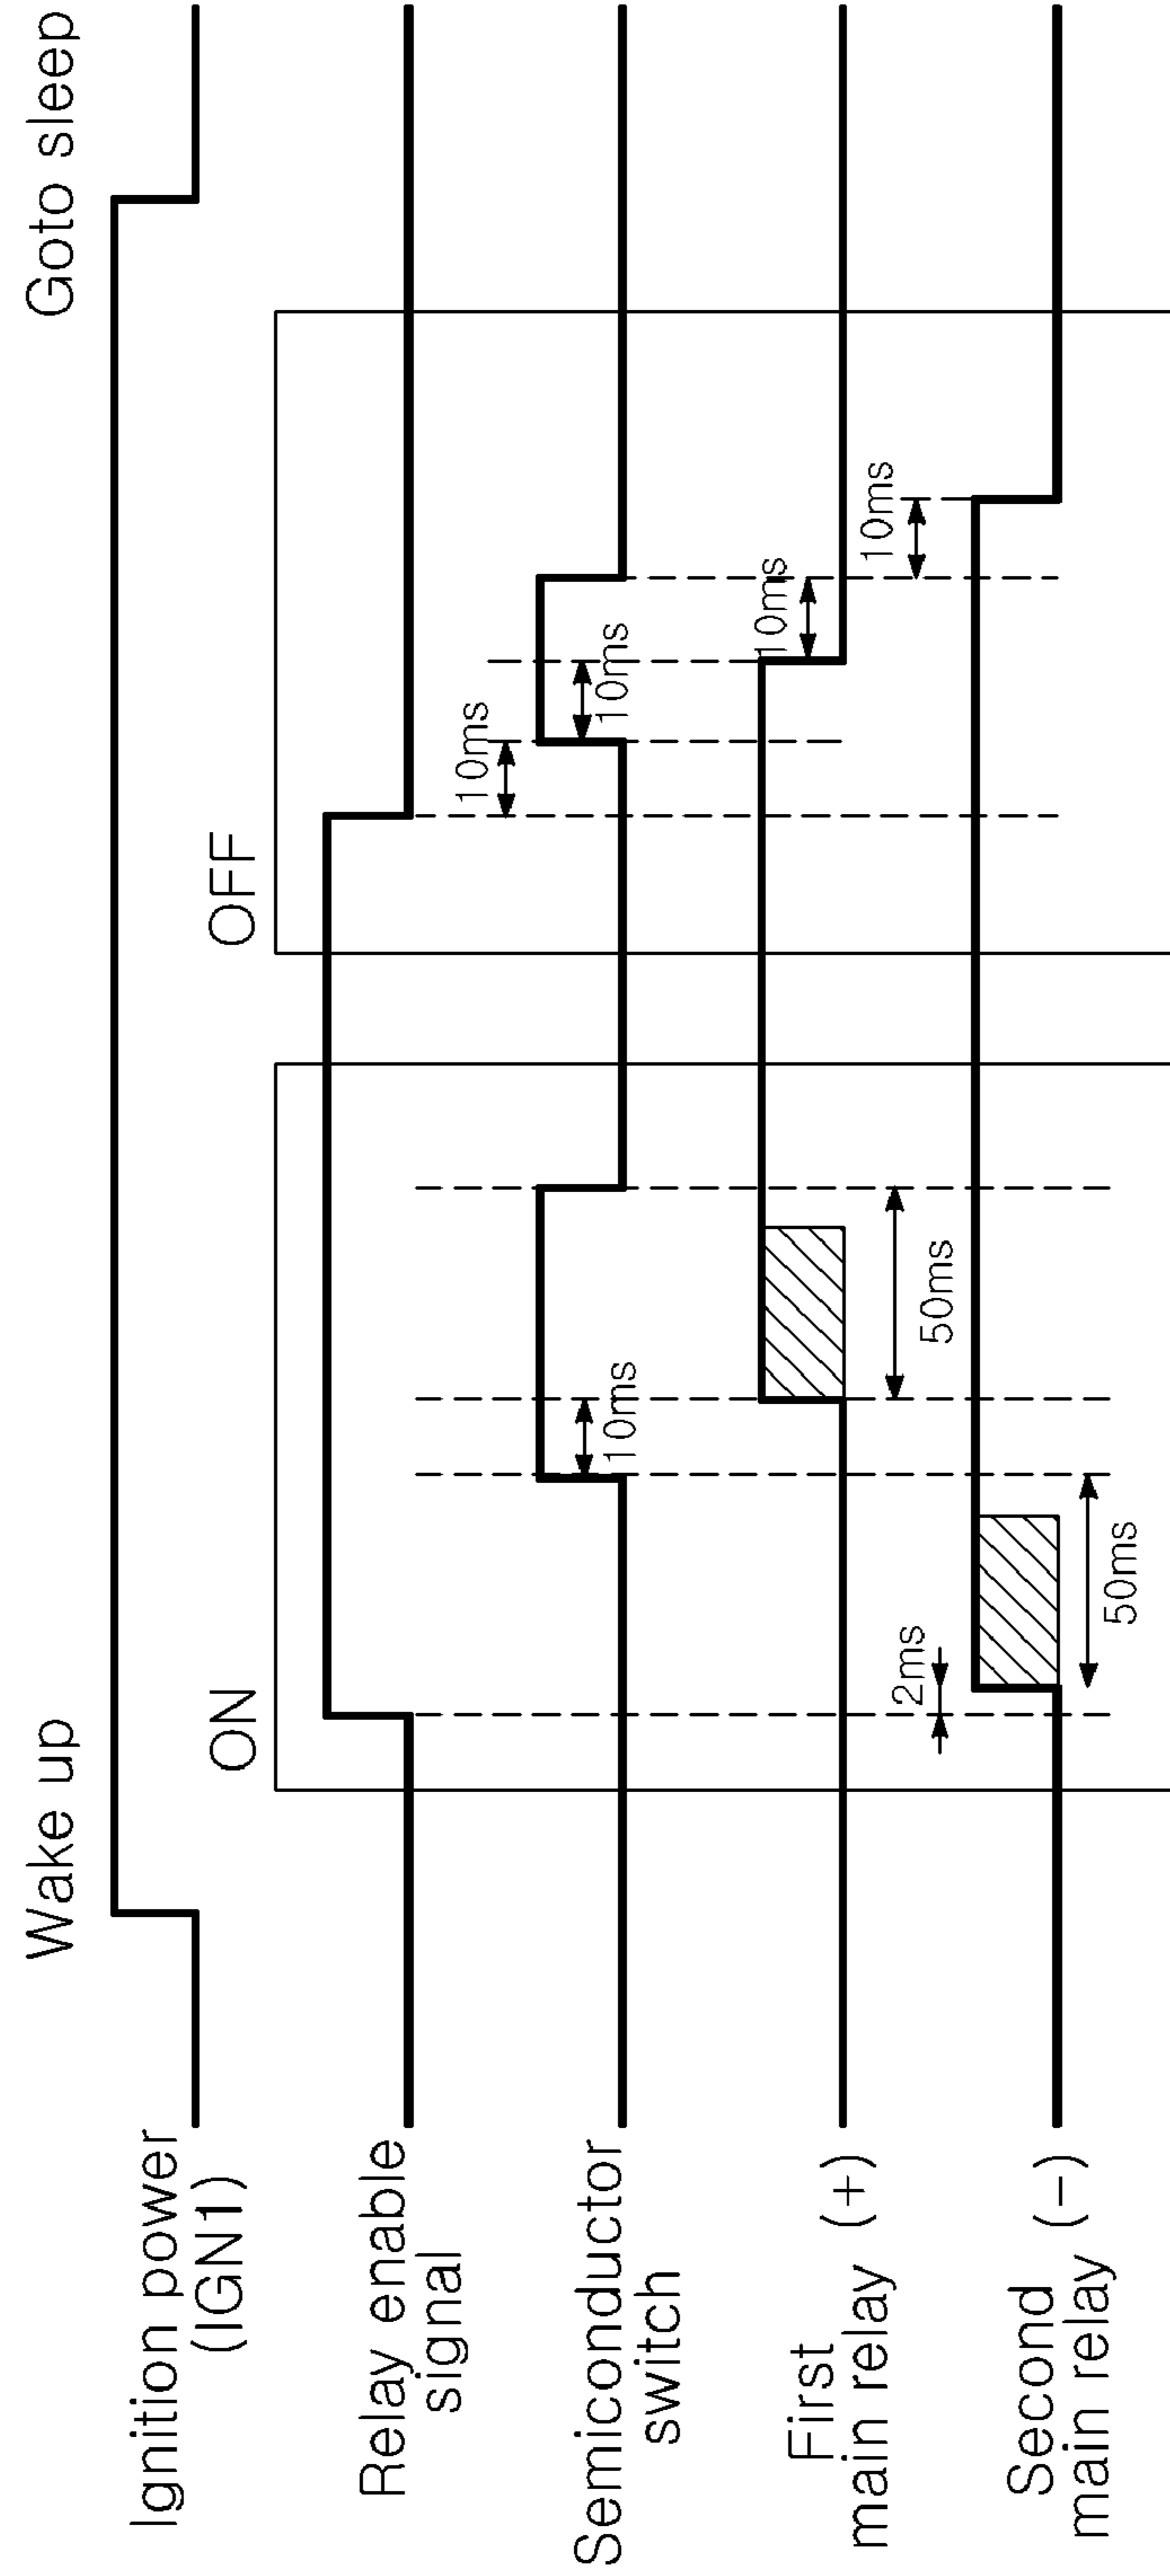 Wake up
Goto sleep
Ignition power
(IGN1)
ON
OFF
Relay enable
signal
10ms
Semiconductor
switch
10ms
10ms
First
main relay (+)
50ms
10ms
2ms
10ms
Second
main relay (-)
50ms